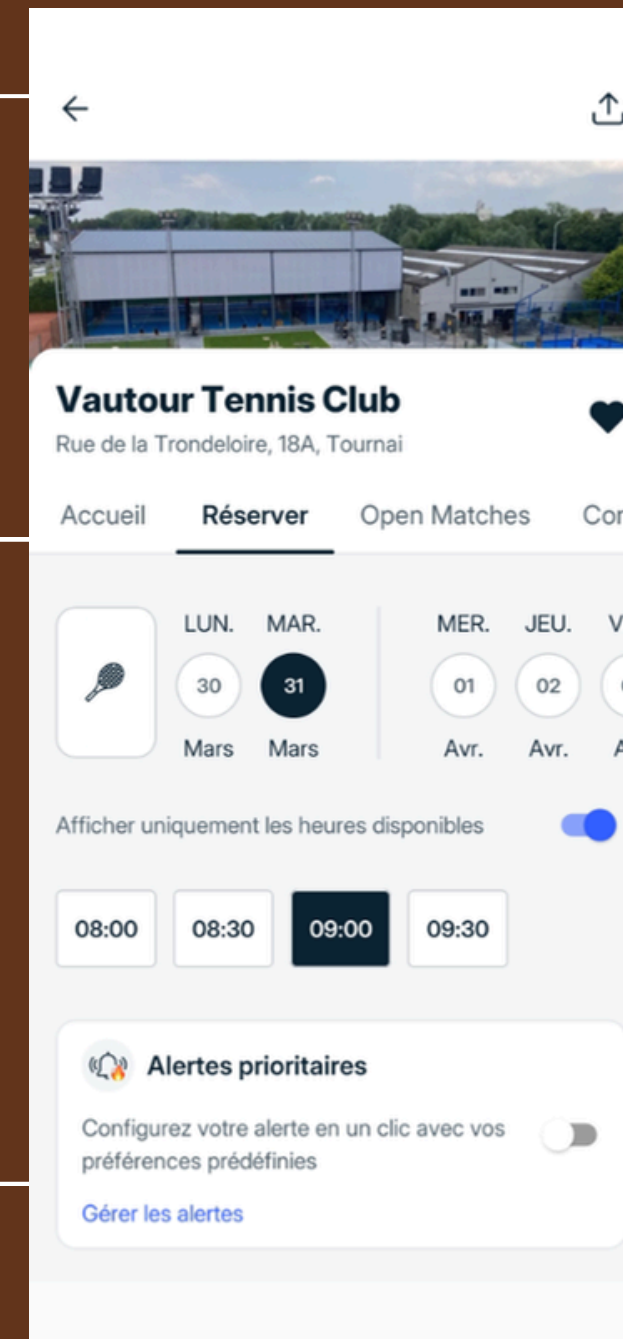 Vautour Tennis Club
Rue de la Trondeloire, 18A, Tournai
Accueil Réserver Open Matches
LUN. MAR. MER. JEU.
30 31 01 02
Mars Mars Avr. Avr.
Afficher uniquement les heures disponibles
08:00 08:30 09:00 09:30
Alertes prioritaires
Configurez votre alerte en un clic avec vos
préférences prédéfinies
Gérer les alertes